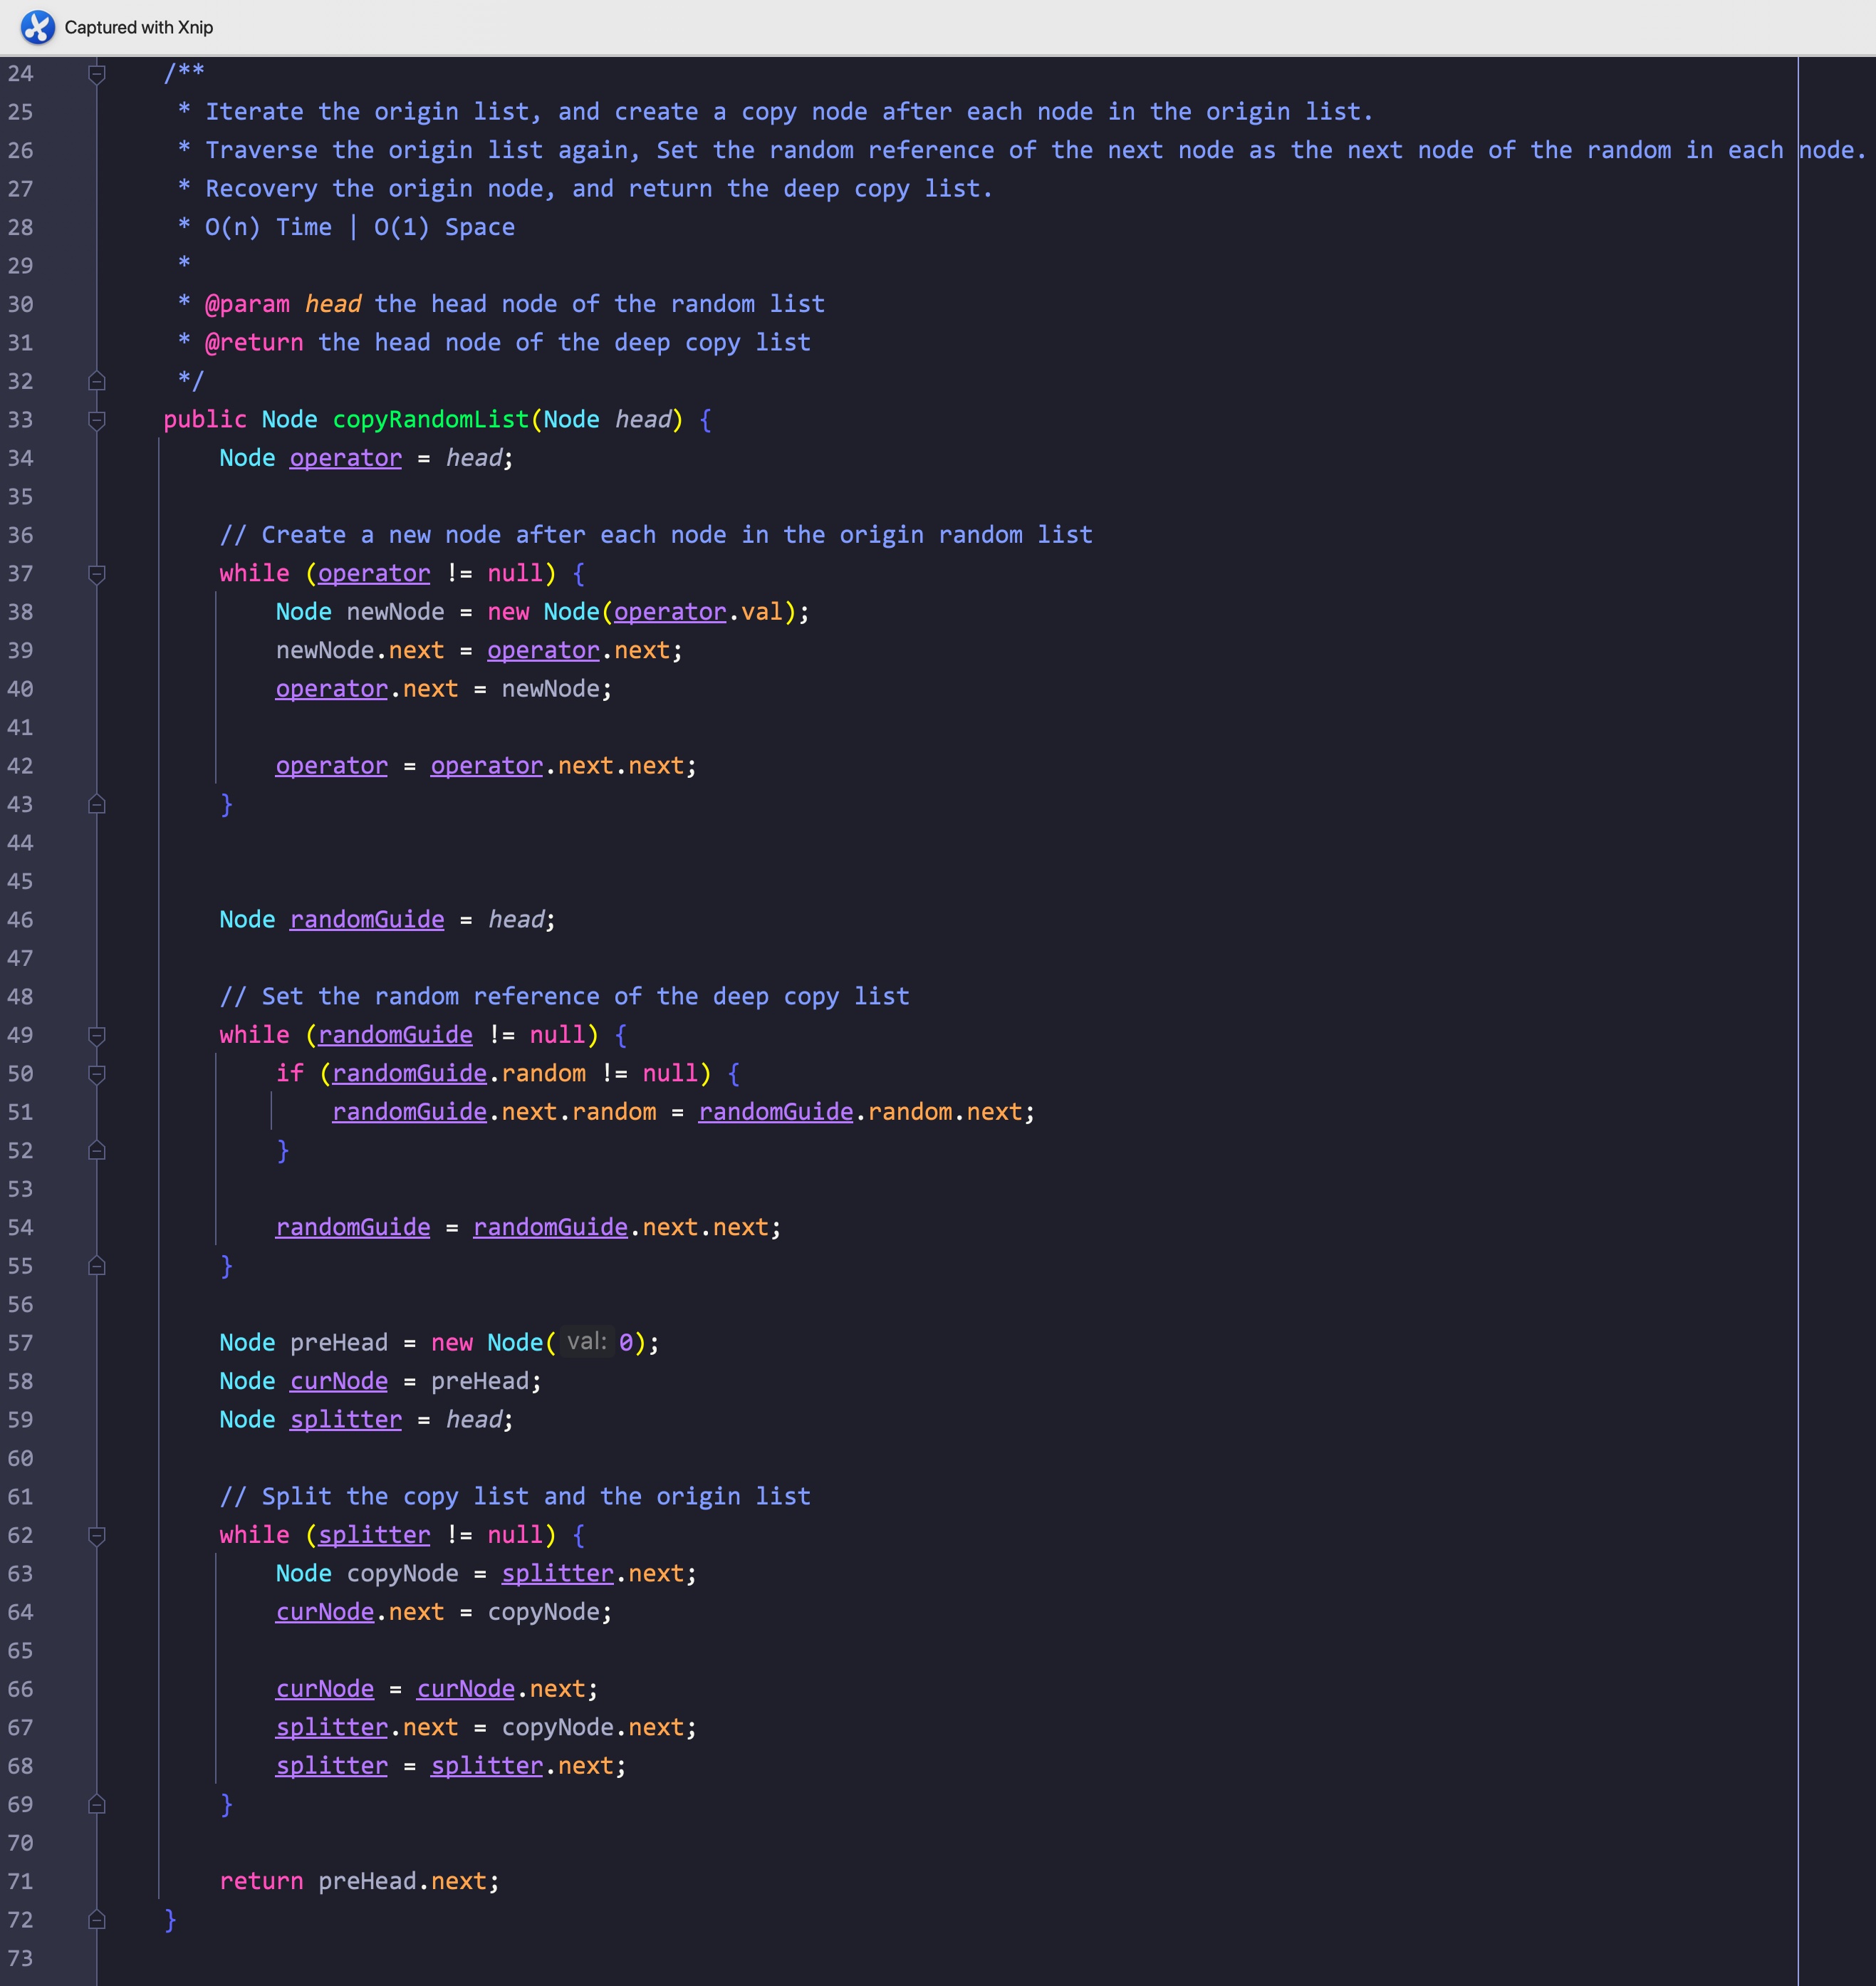 Captured with Xnip
24 /**
25 * Iterate the origin list, and create a copy node after each node in the origin list.
26 * Traverse the origin list again, Set the random reference of the next node as the next node of the random in each node.
27 * Recovery the origin node, and return the deep copy list.
28 * O(n) Time | O(1) Space
29 *
30 * @param head the head node of the random list
31 * @return the head node of the deep copy list
32 */
33 public Node copyRandomList(Node head) {
34 Node operator = head;
35
36 // Create a new node after each node in the origin random list
37 while (operator != null) {
38 Node newNode = new Node(operator.val);
39 newNode.next = operator.next;
40 operator.next = newNode;
41
42 operator = operator.next.next;
43 }
44
45
46 Node randomGuide = head;
47
48 // Set the random reference of the deep copy list
49 while (randomGuide != null) {
50 if (randomGuide.random != null) {
51 randomGuide.next.random = randomGuide.random.next;
52 }
53
54 randomGuide = randomGuide.next.next;
55 }
56
57 Node preHead = new Node( val: 0);
58 Node curNode = preHead;
59 Node splitter = head;
60
61 // Split the copy list and the origin list
62 while (splitter != null) {
63 Node copyNode = splitter.next;
64 curNode.next = copyNode;
65
66 curNode = curNode.next;
67 splitter.next = copyNode.next;
68 splitter = splitter.next;
69 }
70
71 return preHead.next;
72 }
73